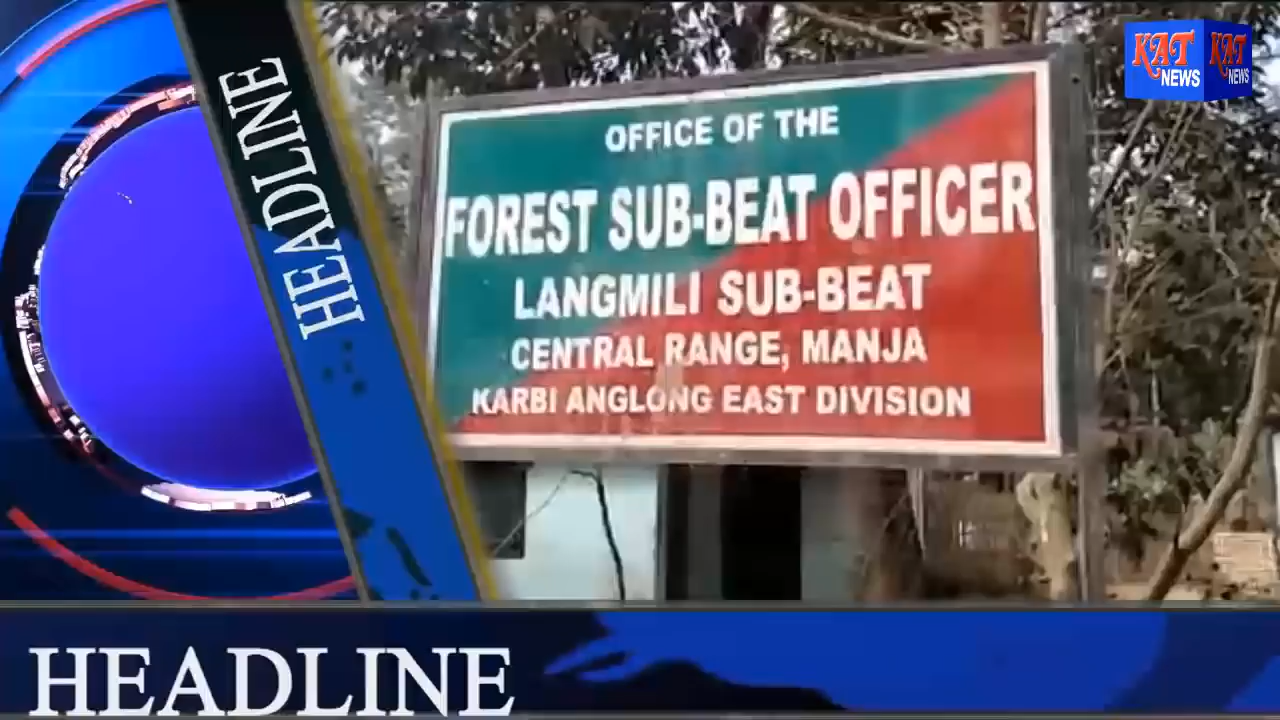 HEADLINE
KAT
NEWS
KAT
NEWS
OFFICE OF THE
FOREST SUB-BEAT OFFICER
LANGMILI SUB-BEAT
CENTRAL RANGE, MANJA
KARBI ANGLONG EAST DIVISION
HEADLINE